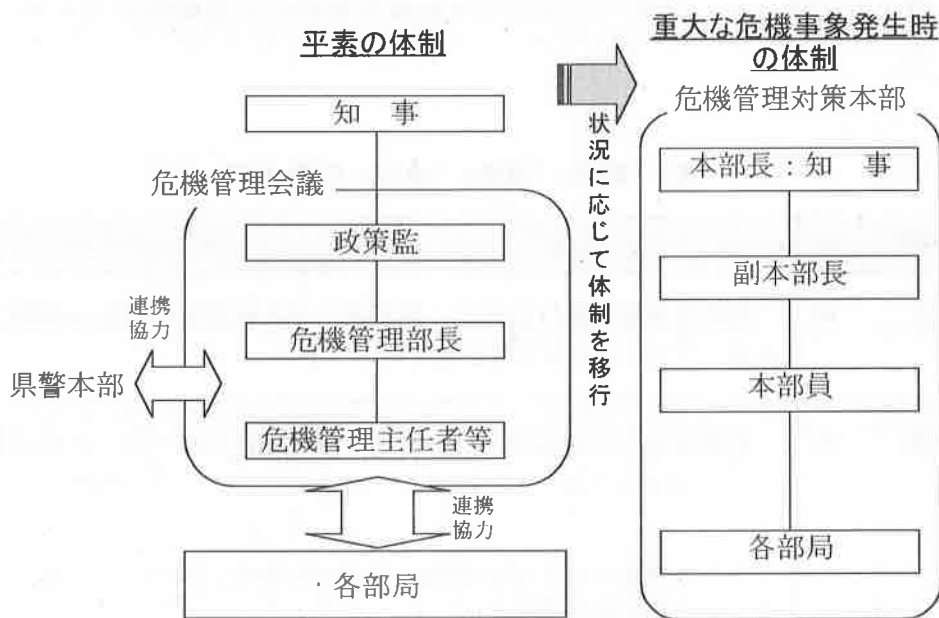 平素の体制
知　事
危機管理会議
政策監
連携
協力
危機管理部長
県警本部
危機管理主任者等
連携
協力
・各部局
状況に応じて体制を移行
重大な危機事象発生時
の体制
危機管理対策本部
本部長：知　事
副本部長
本部員
各部局